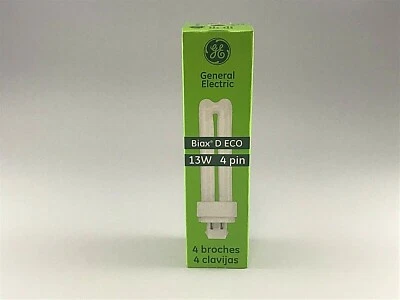 GE
General
Electric
Biax® D ECO
13W 4 pin
4 broches
4 clavijas